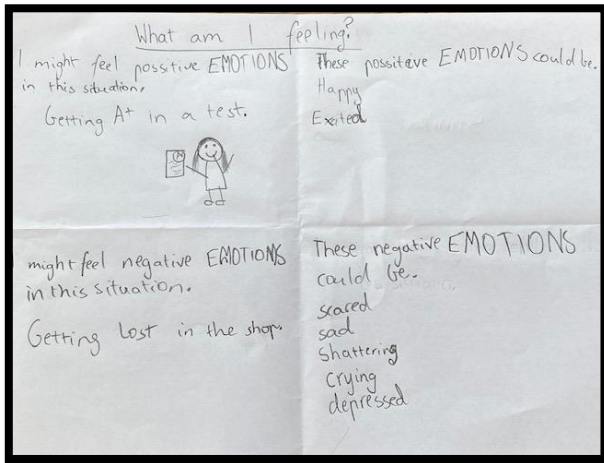 What am I feeling?
I might feel possitive EMOTIONS
in this situation.
Getting A+ in a test.
These possitive EMOTIONS could be.
Happy
Exited
might feel negative EMOTIONS
in this situation.
Getting Lost in the shop.
These negative EMOTIONS
could be.
scared
sad
Shattering
Crying
depressed